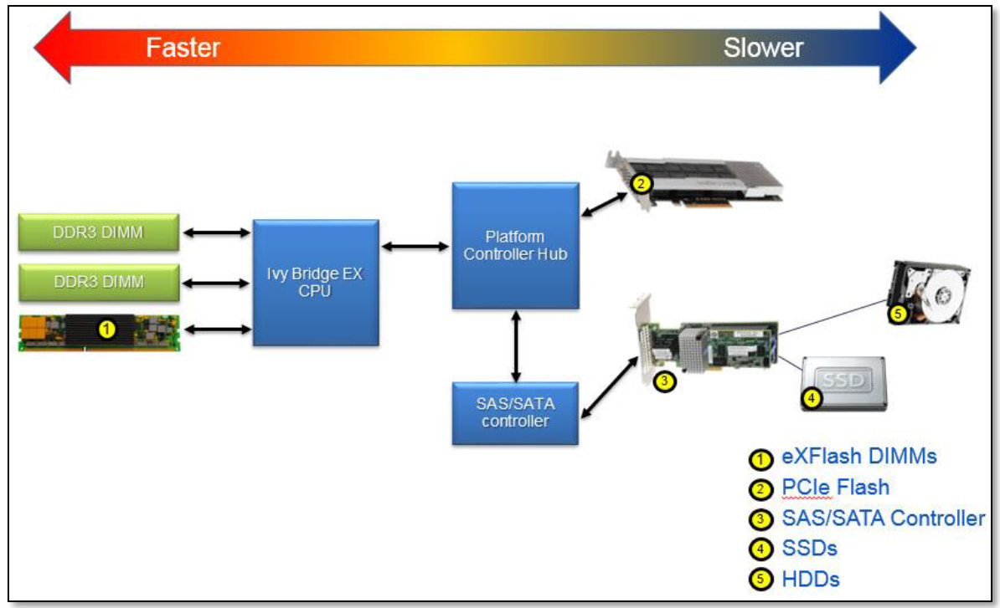 Faster
Slower
2
DDR3 DIMM
Platform
Controller Hub
Ivy Bridge EX
CPU
DDR3 DIMM
1
5
3
SSD
4
SAS/SATA
controller
1 eXFlash DIMMs
2 PCIe Flash
3 SAS/SATA Controller
4 SSDs
5 HDDs